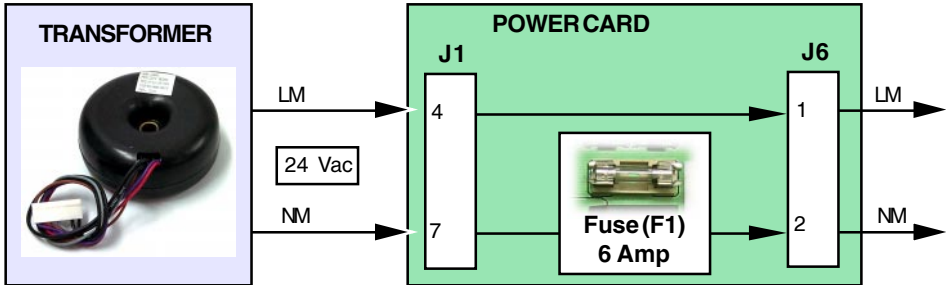 TRANSFORMER
POWER CARD
J1
J6
LM
4
1
LM
24 Vac
NM
7
Fuse (F1)
6 Amp
2
NM